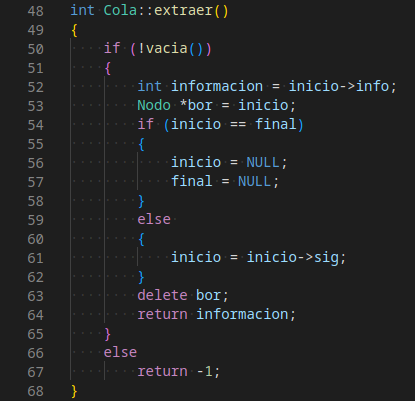 48 int Cola::extraer()
49 {
50     if (!vacia())
51     {
52         int informacion = inicio->info;
53         Nodo *bor = inicio;
54         if (inicio == final)
55         {
56             inicio = NULL;
57             final = NULL;
58         }
59         else
60         {
61             inicio = inicio->sig;
62         }
63         delete bor;
64         return informacion;
65     }
66     else
67         return -1;
68 }